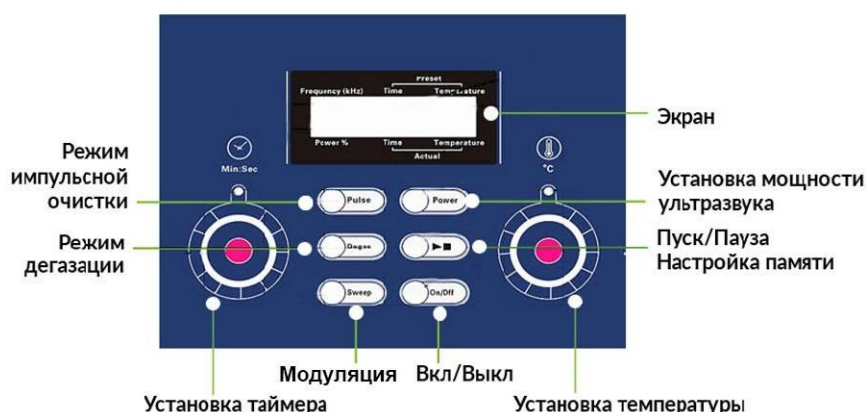 Preset
Frequency (kHz) Time Temperature
Экран
Power % Time Temperature
Actual
Режим
импульсной
очистки
Min:Sec
°C
Pulse
Power
Установка мощности
ультразвука
Режим
дегазации
Degas
Пуск/Пауза
Настройка памяти
Sweep
On/Off
Модуляция
Вкл/Выкл
Установка таймера
Установка температуры